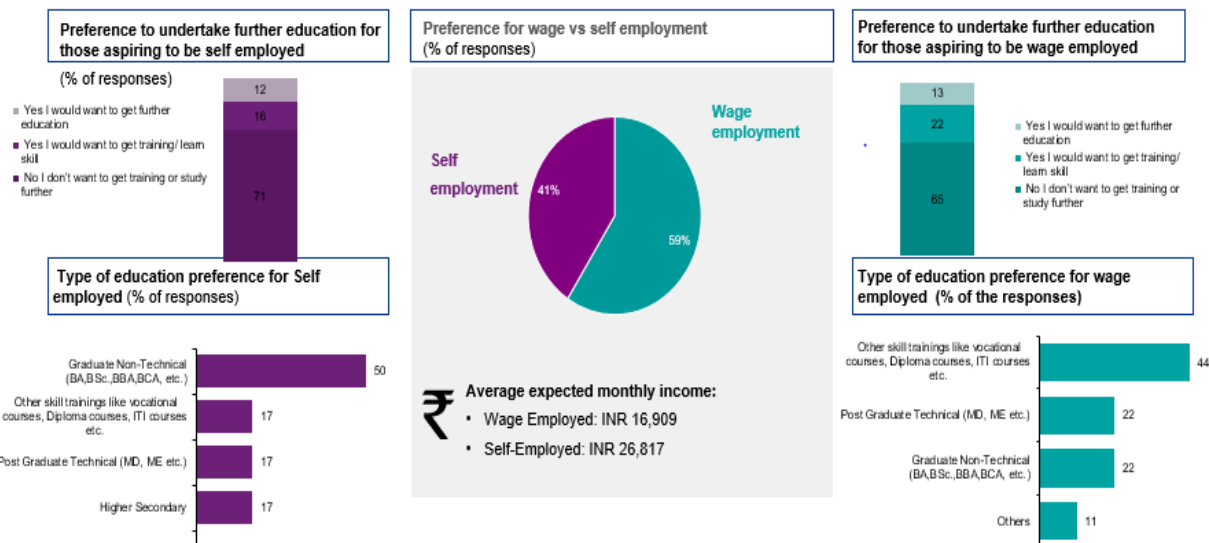 Preference to undertake further education for
those aspiring to be self employed
(% of responses)
12
16
71
Yes I would want to get further
education
Yes I would want to get training/ learn
skill
No I don't want to get training or study
further
Preference for wage vs self employment
(% of responses)
Wage
employment
Self
employment
41%
59%
₹
Average expected monthly income:
• Wage Employed: INR 16,909
• Self-Employed: INR 26,817
Preference to undertake further education
for those aspiring to be wage employed
13
22
65
Yes I would want to get further
education
Yes I would want to get training/
learn skill
No I don't want to get training or
study further
Type of education preference for Self
employed (% of responses)
Graduate Non-Technical
(BA,BSc.,BBA,BCA, etc.)
50
Other skill trainings like vocational
courses, Diploma courses, ITI courses
etc.
17
Post Graduate Technical (MD, ME etc.)
17
Higher Secondary
17
Type of education preference for wage
employed (% of the responses)
Other skill trainings like vocational
courses, Diploma courses, ITI courses
etc.
44
Post Graduate Technical (MD, ME etc.)
22
Graduate Non-Technical
(BA,BSc.,BBA,BCA, etc.)
22
Others
11